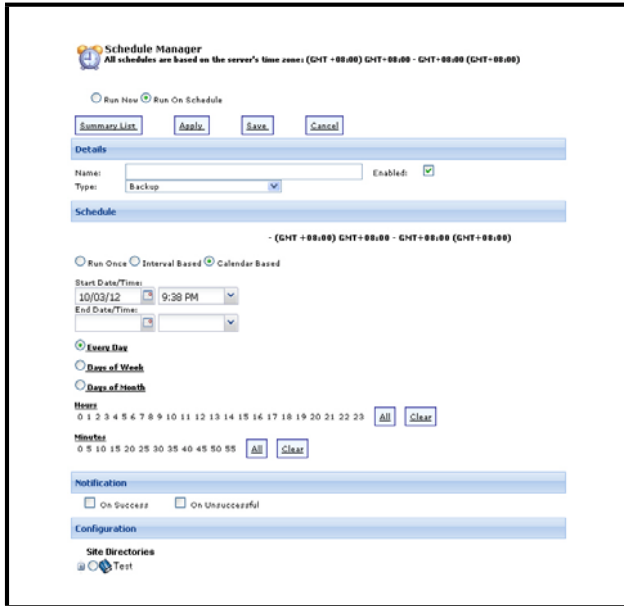 Schedule Manager
All schedules are based on the server's time zone: (GMT +08:00) GMT+08:00 - GMT+08:00 (GMT+08:00)
Run Now Run On Schedule
Summary List Apply Save Cancel
Details
Name: Enabled:
Type: Backup
Schedule
- (GMT +08:00) GMT+08:00 - GMT+08:00 (GMT+08:00)
Run Once Interval Based Calendar Based
Start Date/Time:
10/03/12 9:38 PM
End Date/Time:
Every Day
Days of Week
Days of Month
Hours
0 1 2 3 4 5 6 7 8 9 10 11 12 13 14 15 16 17 18 19 20 21 22 23 All Clear
Minutes
0 5 10 15 20 25 30 35 40 45 50 55 All Clear
Notification
On Success On Unsuccessful
Configuration
Site Directories
Test